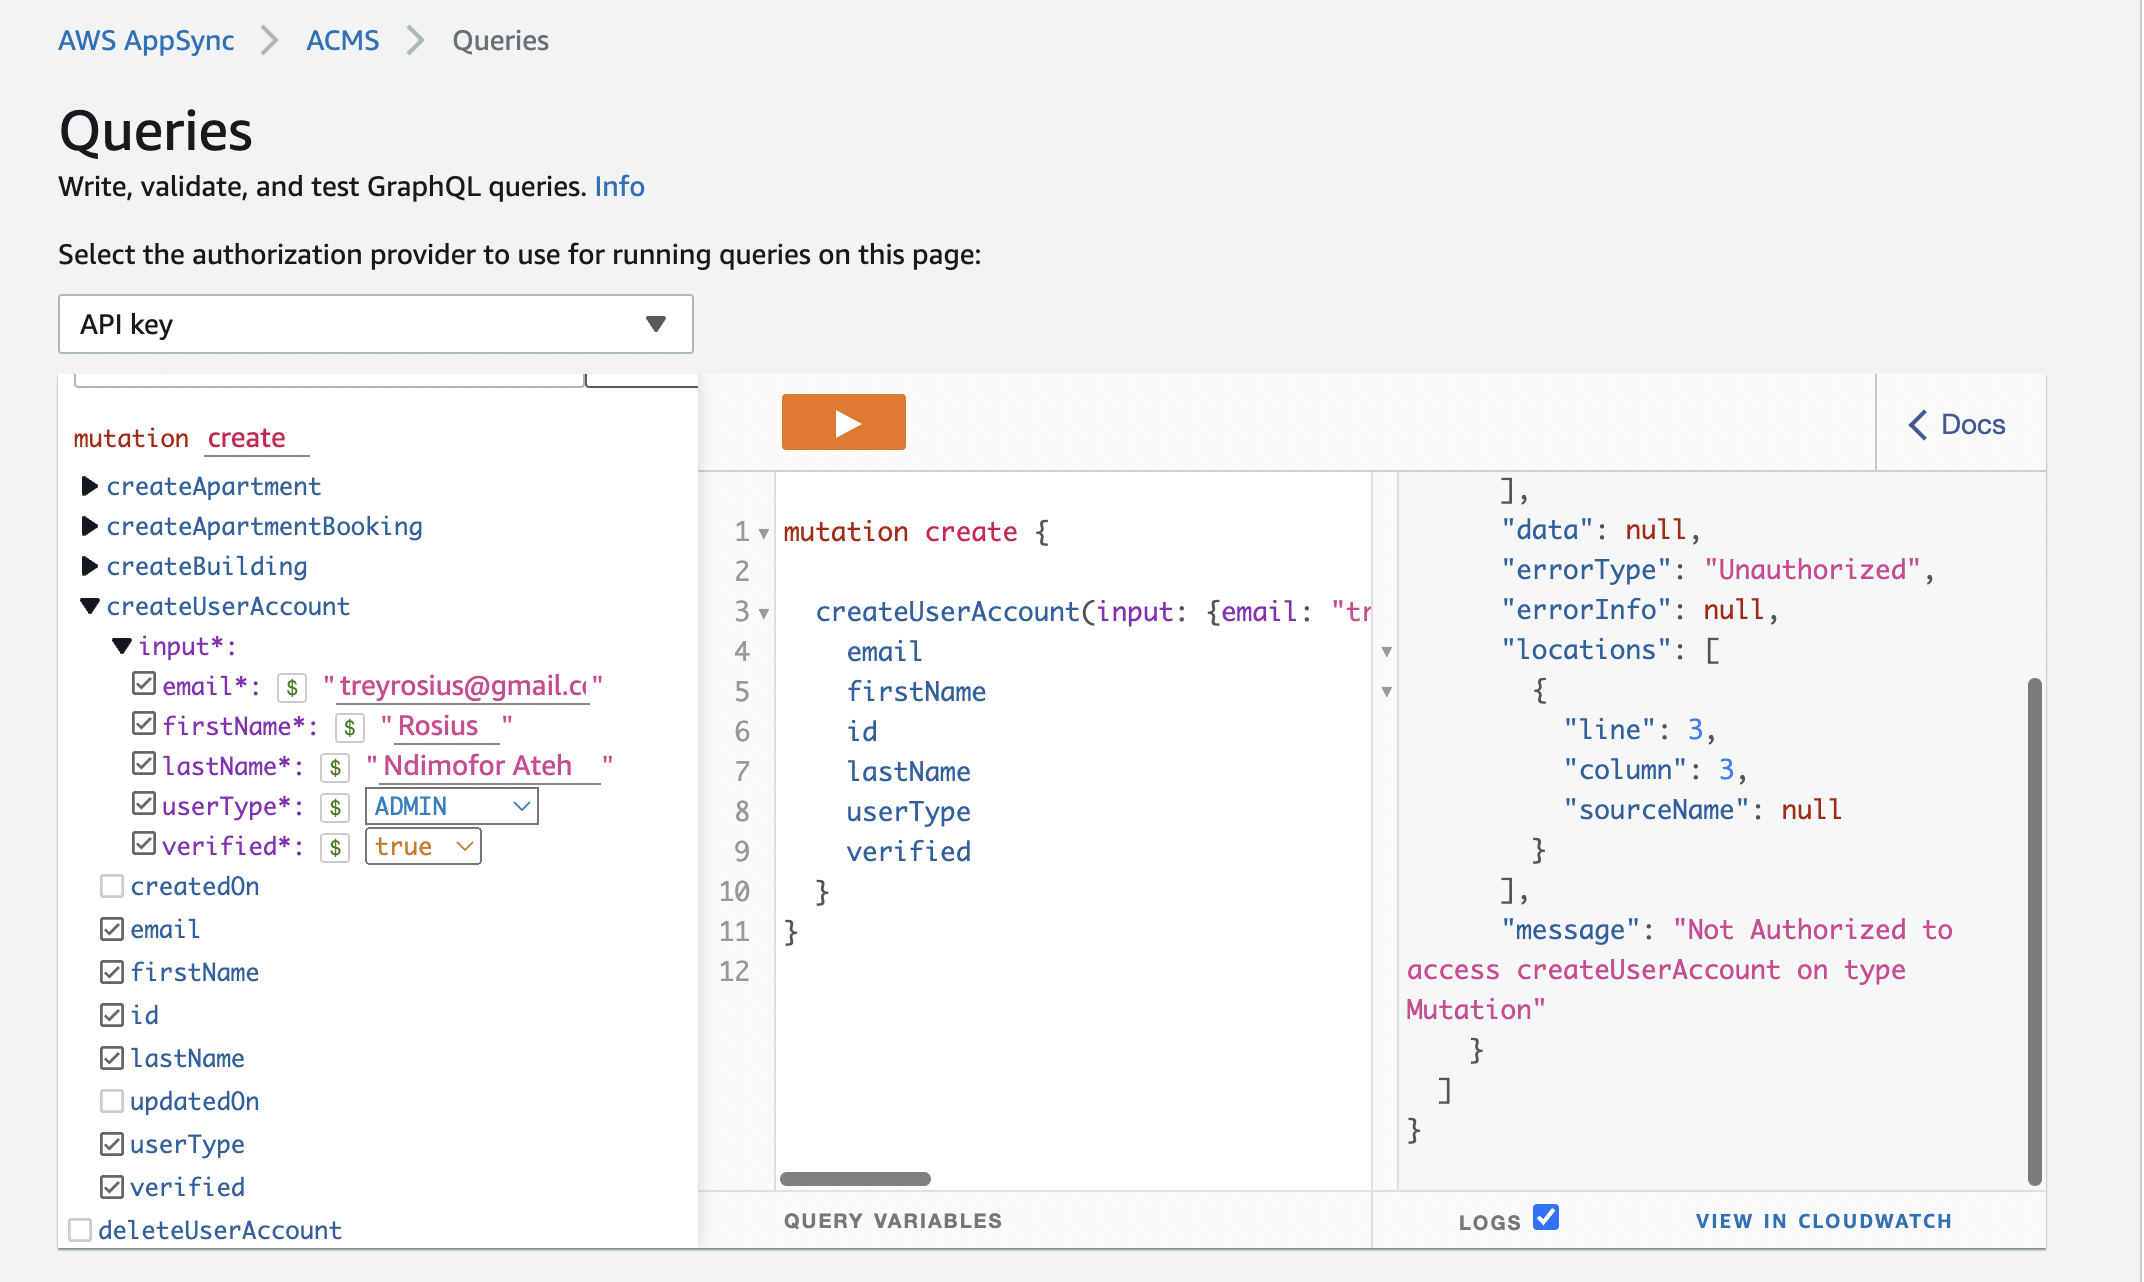 AWS AppSync > ACMS > Queries
Queries
Write, validate, and test GraphQL queries. Info
Select the authorization provider to use for running queries on this page:
API key
Docs
mutation create
createApartment
createApartmentBooking
createBuilding
createUserAccount
input*:
email*: $ "treyrosius@gmail.c"
firstName*: $ "Rosius"
lastName*: $ "Ndimofor Ateh"
userType*: $ ADMIN
verified*: $ true
createdOn
email
firstName
id
lastName
updatedOn
userType
verified
deleteUserAccount
1 mutation create {
2
3 createUserAccount(input: {email: "tr
4 email
5 firstName
6 id
7 lastName
8 userType
9 verified
10 }
11 }
12
QUERY VARIABLES
],
"data": null,
"errorType": "Unauthorized",
"errorInfo": null,
"locations": [
{
"line": 3,
"column": 3,
"sourceName": null
}
],
"message": "Not Authorized to
access createUserAccount on type
Mutation"
}
]
}
LOGS
VIEW IN CLOUDWATCH